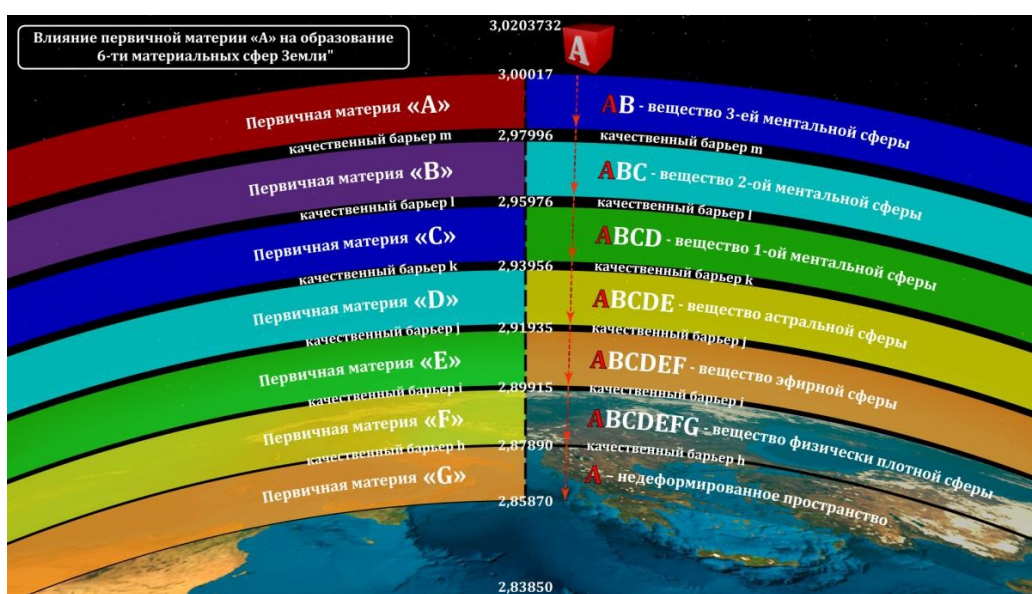 Влияние первичной материи «А» на образование
6-ти материальных сфер Земли"
3,0203732
A
3,00017
Первичная материя «A»
AB - вещество 3-ей ментальной сферы
качественный барьер m
2,97996
качественный барьер m
Первичная материя «B»
ABC - вещество 2-ой ментальной сферы
качественный барьер l
2,95976
качественный барьер l
Первичная материя «C»
ABCD - вещество 1-ой ментальной сферы
качественный барьер k
2,93956
качественный барьер k
Первичная материя «D»
ABCDE - вещество астральной сферы
качественный барьер j
2,91935
качественный барьер j
Первичная материя «E»
ABCDEF - вещество эфирной сферы
качественный барьер i
2,89915
качественный барьер i
Первичная материя «F»
ABCDEFG - вещество физически плотной сферы
качественный барьер h
2,87890
качественный барьер h
Первичная материя «G»
A – недеформированное пространство
2,85870
2,83850